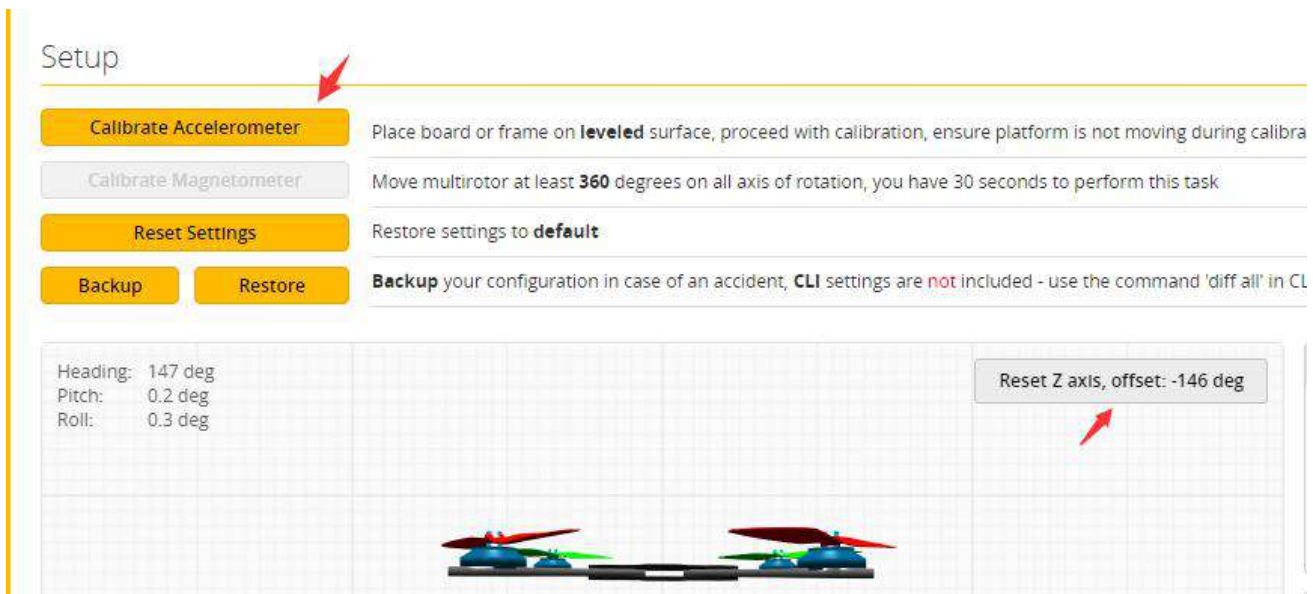 Setup
Calibrate Accelerometer
Place board or frame on leveled surface, proceed with calibration, ensure platform is not moving during calibra
Calibrate Magnetometer
Move multirotor at least 360 degrees on all axis of rotation, you have 30 seconds to perform this task
Reset Settings
Restore settings to default
Backup Restore
Backup your configuration in case of an accident, CLI settings are not included - use the command 'diff all' in CL
Heading: 147 deg
Reset Z axis, offset: -146 deg
Pitch: 0.2 deg
Roll: 0.3 deg